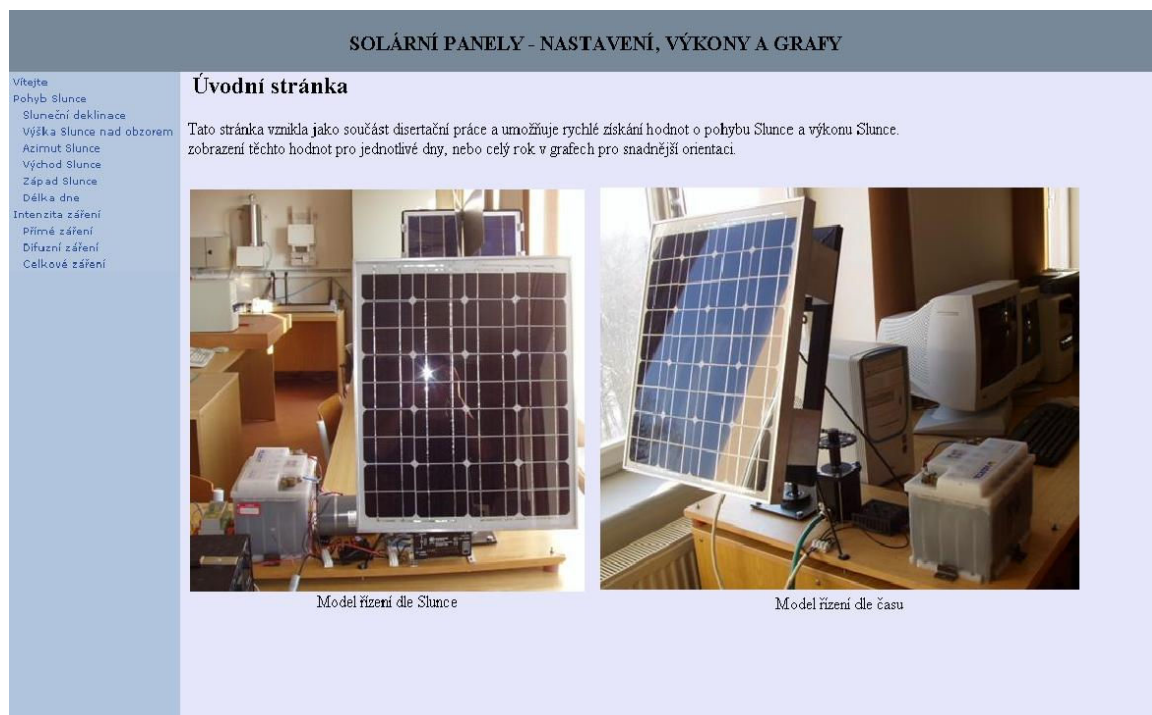 SOLÁRNÍ PANELY - NASTAVENÍ, VÝKONY A GRAFY
Vítejte
Pohyb Slunce
Sluneční deklinace
Výška Slunce nad obzorem
Azimut Slunce
Východ Slunce
Západ Slunce
Délka dne
Intenzita záření
Přímé záření
Difuzní záření
Celkové záření
Úvodní stránka
Tato stránka vznikla jako součást disertační práce a umožňuje rychlé získání hodnot o pohybu Slunce a výkonu Slunce.
zobrazení těchto hodnot pro jednotlivé dny, nebo celý rok v grafech pro snadnější orientaci.
Model řízení dle Slunce
Model řízení dle času